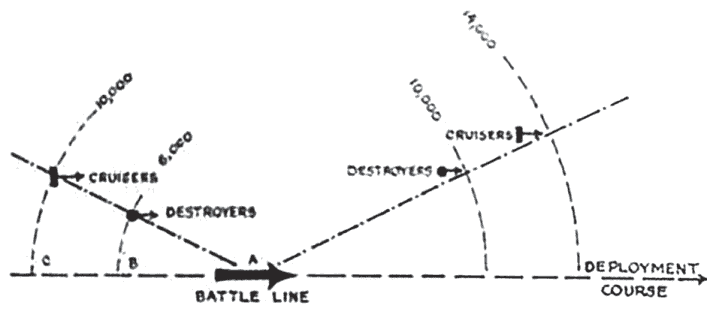 14,000
10,000
10,000
CRUISERS
6,000
DESTROYERS
CRUISERS
DESTROYERS
C
B
A
DEPLOYMENT
COURSE
BATTLE LINE